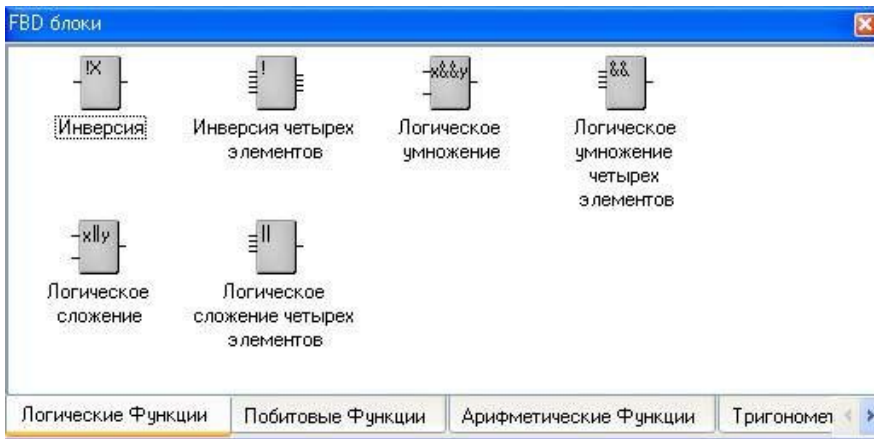 FBD блоки
!X
!
x&&y
&&
Инверсия
Инверсия четырех
элементов
Логическое
умножение
Логическое
умножение
четырех
элементов
x||y
||
Логическое
сложение
Логическое
сложение четырех
элементов
Логические Функции
Побитовые Функции
Арифметические Функции
Тригономет